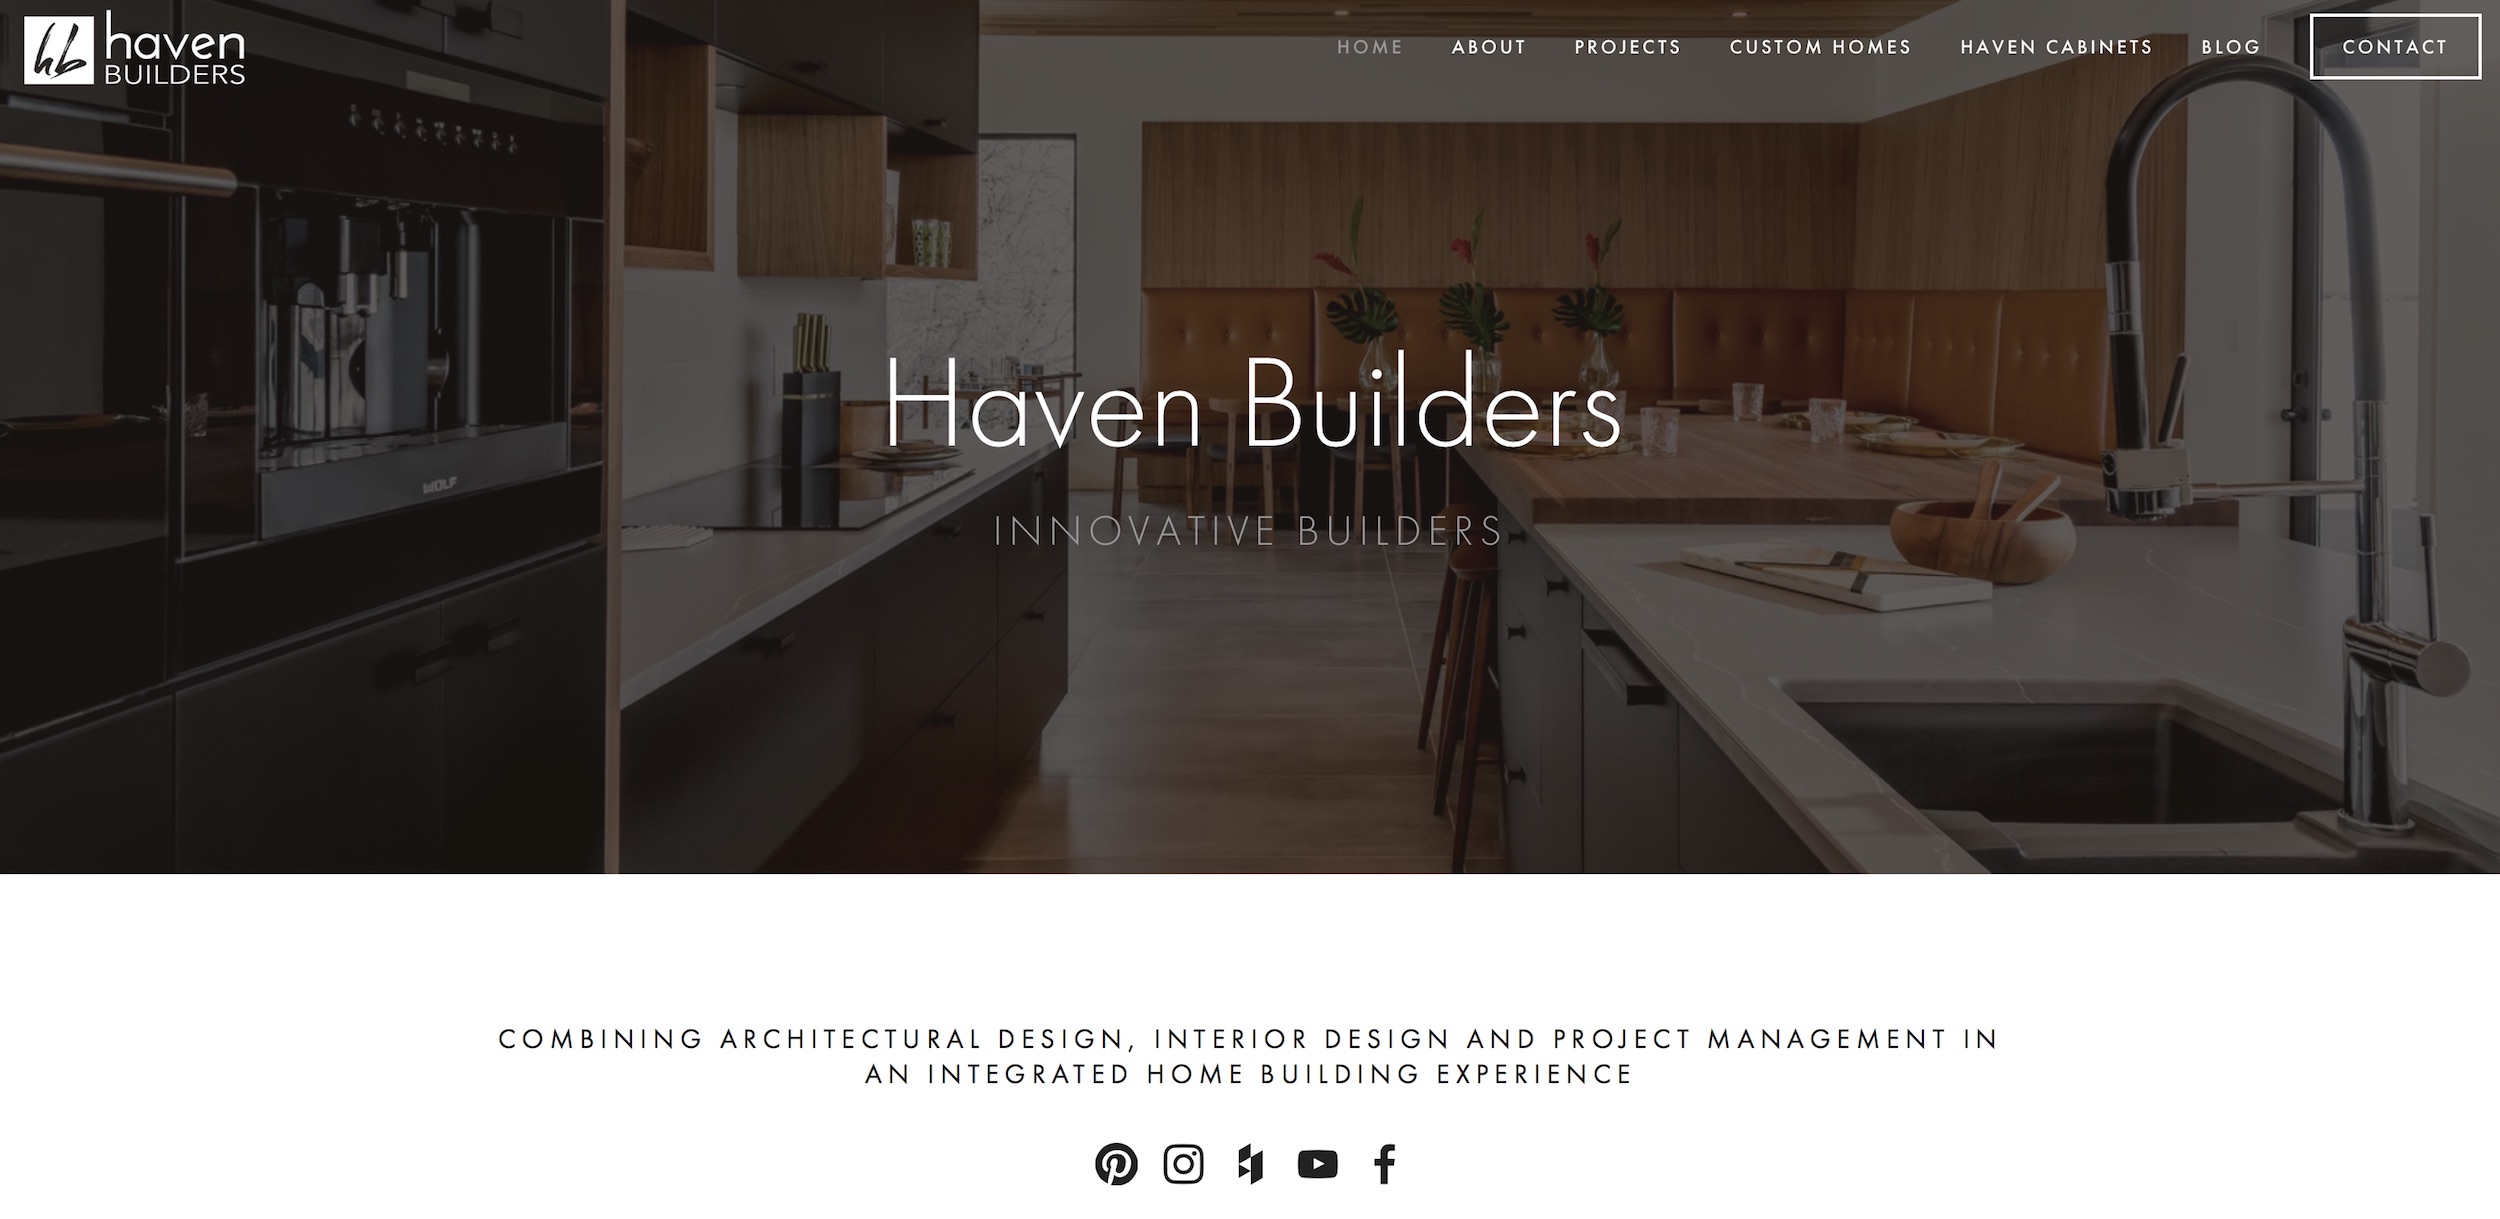 hb haven
BUILDERS
HOME ABOUT PROJECTS CUSTOM HOMES HAVEN CABINETS BLOG CONTACT
WOLF
Haven Builders
INNOVATIVE BUILDERS
COMBINING ARCHITECTURAL DESIGN, INTERIOR DESIGN AND PROJECT MANAGEMENT IN
AN INTEGRATED HOME BUILDING EXPERIENCE